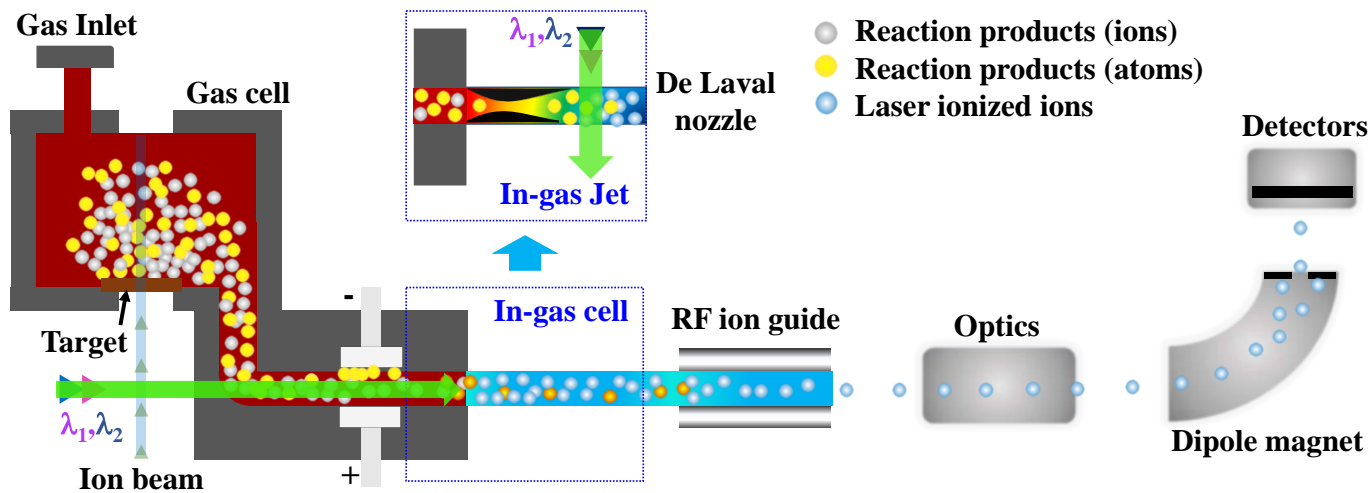 Gas Inlet
Gas cell
λ1,λ2
De Laval
nozzle
In-gas Jet
Reaction products (ions)
Reaction products (atoms)
Laser ionized ions
Detectors
-
In-gas cell
RF ion guide
Optics
Target
λ1,λ2
Ion beam
+
Dipole magnet